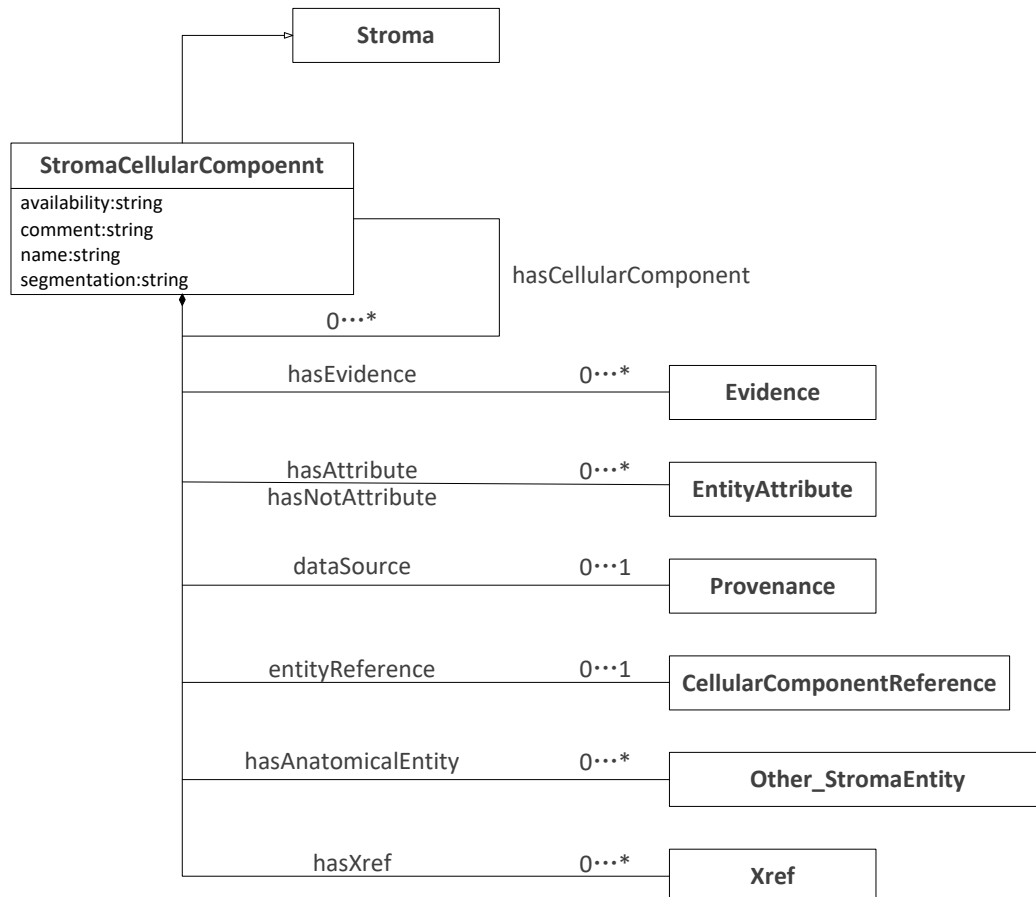 Stroma
StromaCellularCompoennt
availability:string
comment:string
name:string
segmentation:string
hasCellularComponent
0···*
hasEvidence 0···*
Evidence
hasAttribute 0···*
hasNotAttribute
EntityAttribute
dataSource 0···1
Provenance
entityReference 0···1
CellularComponentReference
hasAnatomicalEntity 0···*
Other_StromaEntity
hasXref 0···*
Xref